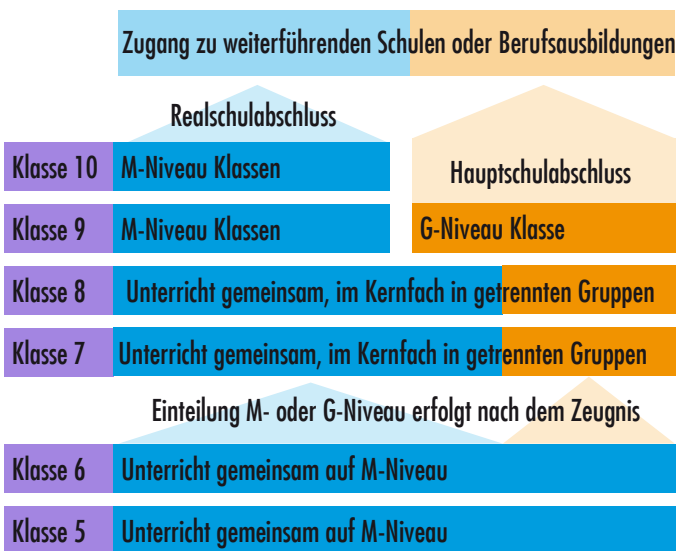 Zugang zu weiterführenden Schulen oder Berufsausbildungen
Realschulabschluss
Klasse 10 M-Niveau Klassen
Hauptschulabschluss
Klasse 9 M-Niveau Klassen G-Niveau Klasse
Klasse 8 Unterricht gemeinsam, im Kernfach in getrennten Gruppen
Klasse 7 Unterricht gemeinsam, im Kernfach in getrennten Gruppen
Einteilung M- oder G-Niveau erfolgt nach dem Zeugnis
Klasse 6 Unterricht gemeinsam auf M-Niveau
Klasse 5 Unterricht gemeinsam auf M-Niveau